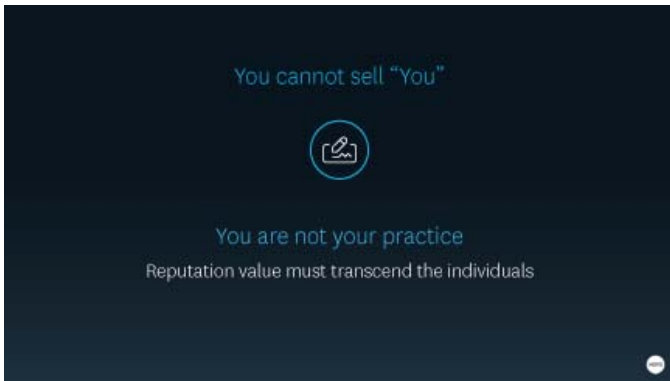 You cannot sell “You”
You are not your practice
Reputation value must transcend the individuals